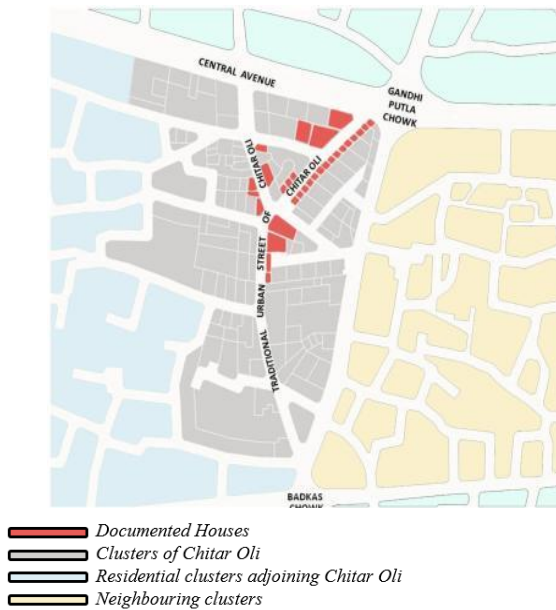 CENTRAL AVENUE
GANDHI
PUTLA
CHOWK
CHITAR OLI
CHITAR OLI
TRADITIONAL URBAN STREET OF
BADKAS
CHOWK
Documented Houses
Clusters of Chitar Oli
Residential clusters adjoining Chitar Oli
Neighbouring clusters